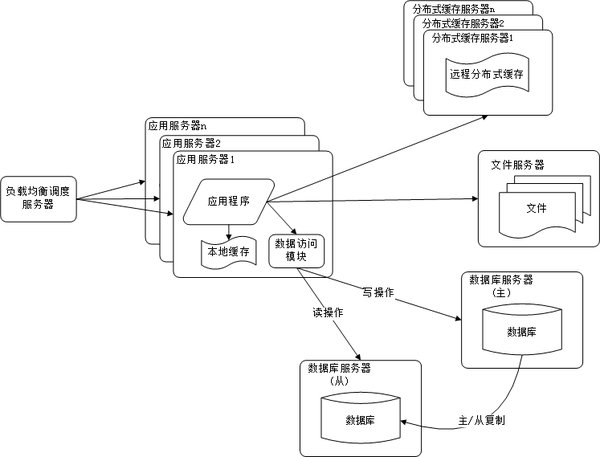 分布式缓存服务器n
分布式缓存服务器2
分布式缓存服务器1
远程分布式缓存
应用服务器n
应用服务器2
应用服务器1
负载均衡调度
服务器
应用程序
本地缓存
数据访问
模块
文件服务器
文件
读操作
写操作
数据库服务器
(主)
数据库
数据库服务器
(从)
数据库
主/从复制